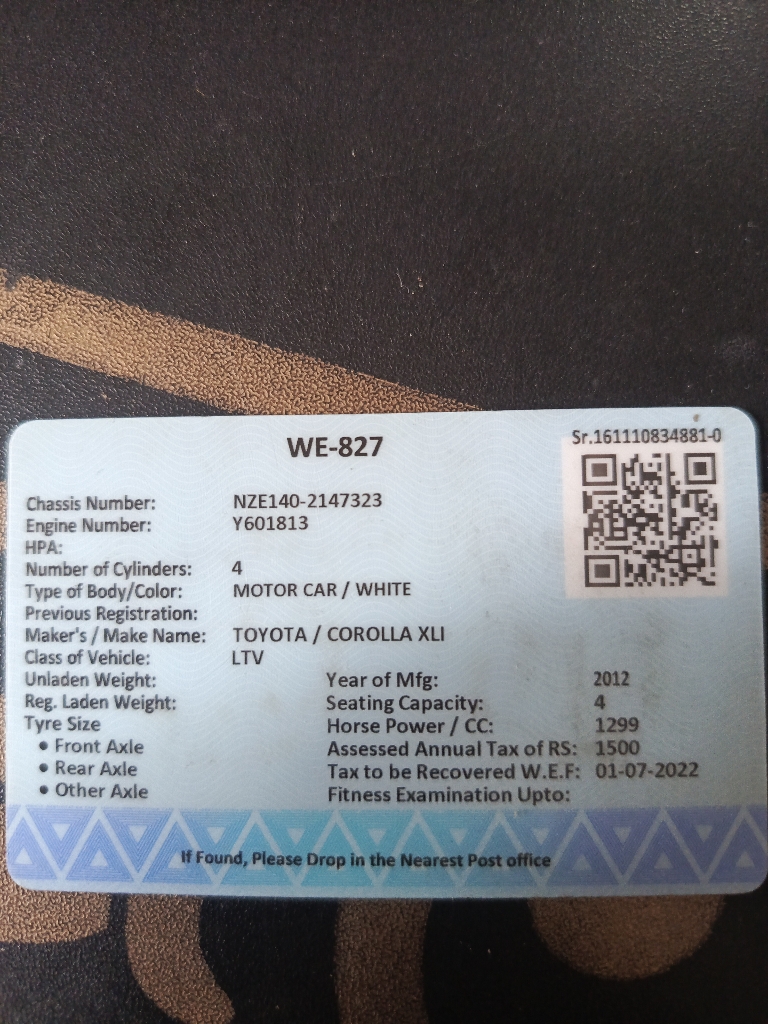 WE-827
Sr.161110834881-0
Chassis Number: NZE140-2147323
Engine Number: Y601813
HPA:
Number of Cylinders: 4
Type of Body/Color: MOTOR CAR / WHITE
Previous Registration:
Maker's / Make Name: TOYOTA / COROLLA XLI
Class of Vehicle: LTV
Unladen Weight: Year of Mfg: 2012
Reg. Laden Weight: Seating Capacity: 4
Tyre Size Horse Power / CC: 1299
• Front Axle Assessed Annual Tax of RS: 1500
• Rear Axle Tax to be Recovered W.E.F: 01-07-2022
• Other Axle Fitness Examination Upto:
If Found, Please Drop in the Nearest Post office